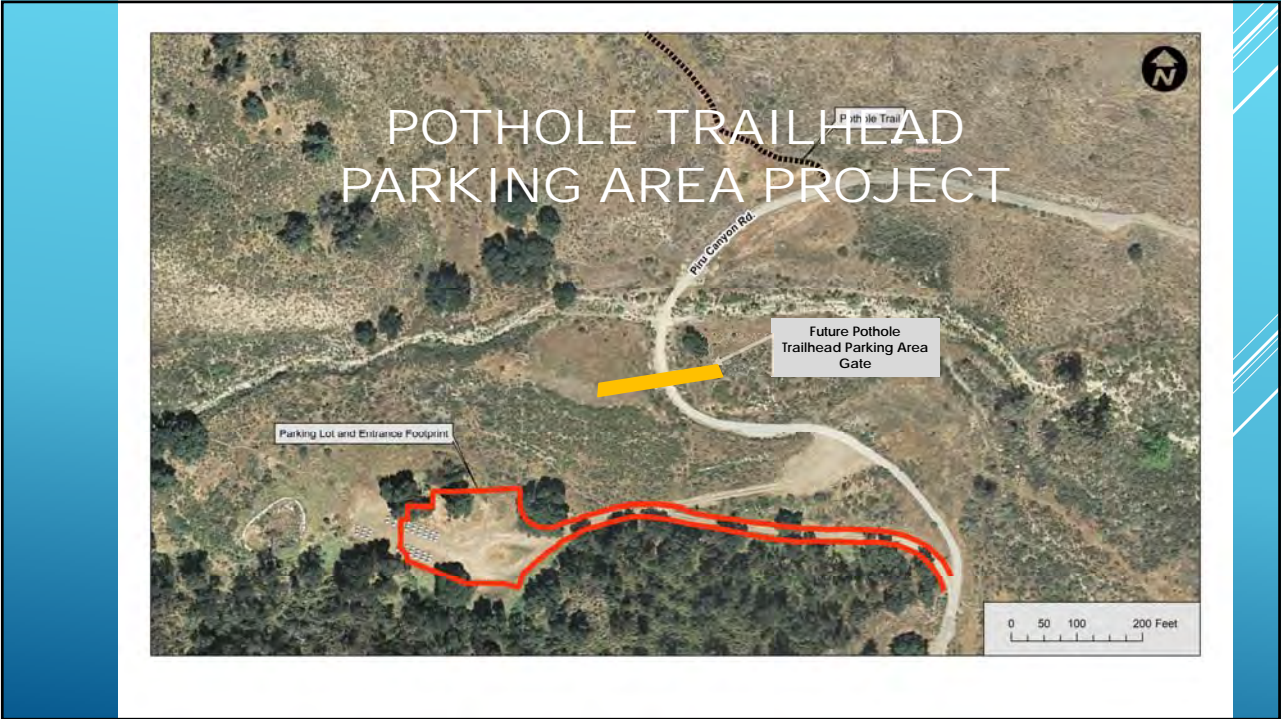 POTHOLE TRAILHEAD
PARKING AREA PROJECT
N
Pothole Trail
Piru Canyon Rd.
Future Pothole
Trailhead Parking Area
Gate
Parking Lot and Entrance Footprint
0 50 100 200 Feet